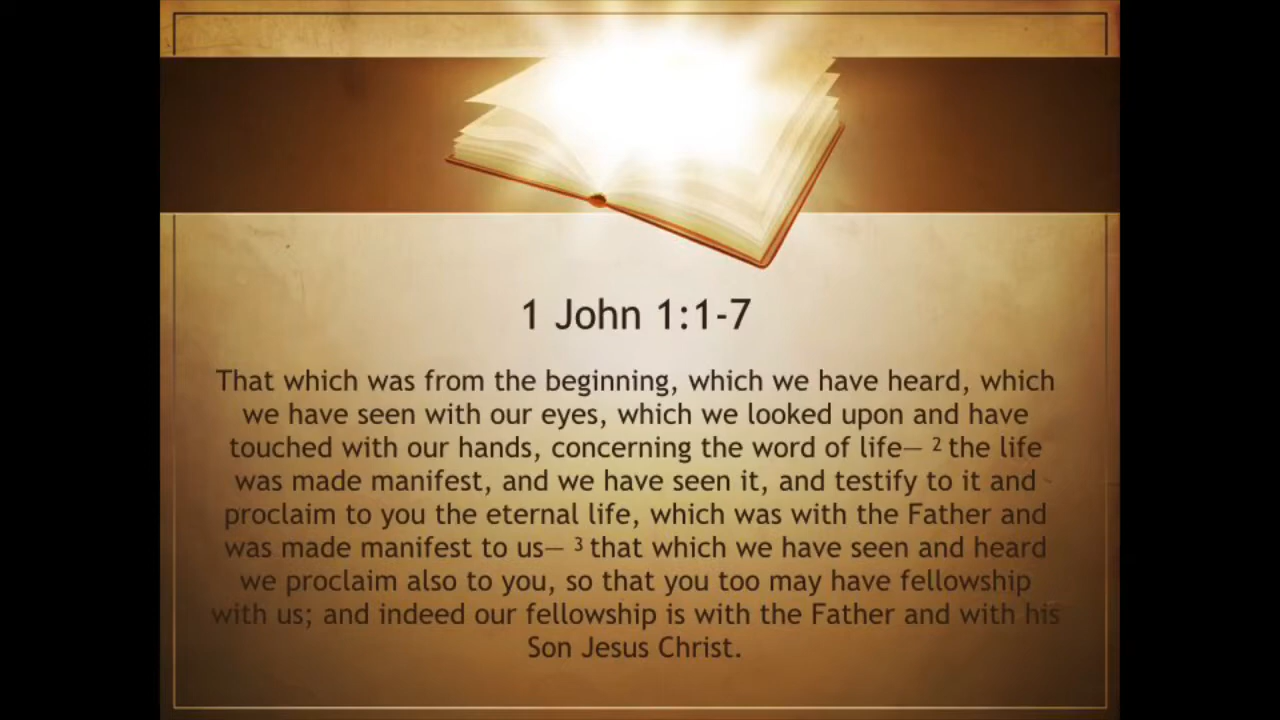 1 John 1:1-7
That which was from the beginning, which we have heard, which
we have seen with our eyes, which we looked upon and have
touched with our hands, concerning the word of life— ² the life
was made manifest, and we have seen it, and testify to it and
proclaim to you the eternal life, which was with the Father and
was made manifest to us— ³ that which we have seen and heard
we proclaim also to you, so that you too may have fellowship
with us; and indeed our fellowship is with the Father and with his
Son Jesus Christ.